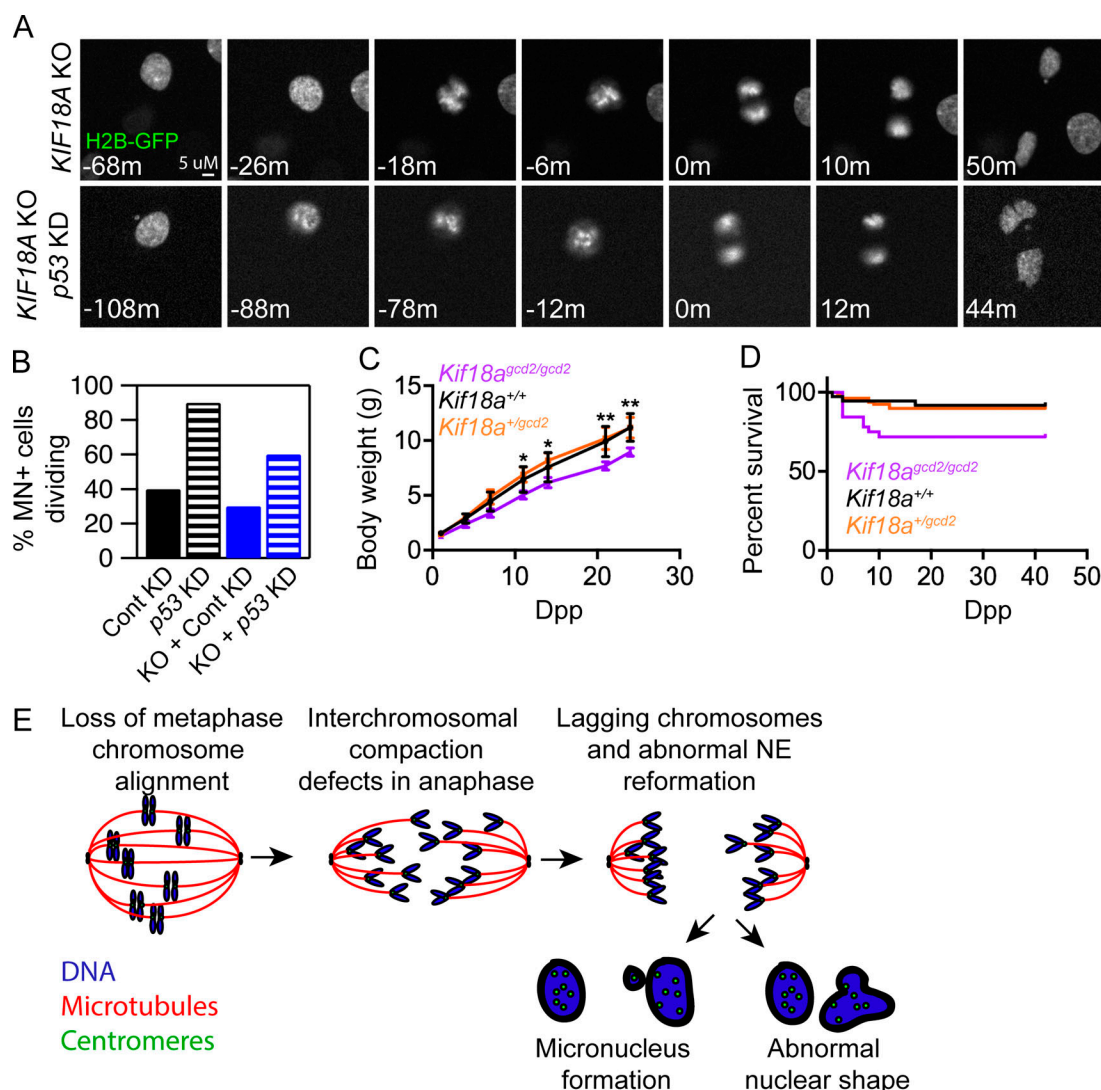 A
KIF18A KO
H2B-GFP
5 uM
-68m
-26m
-18m
-6m
0m
10m
50m
KIF18A KO
p53 KD
-108m
-88m
-78m
-12m
0m
12m
44m
B
% MN+ cells
dividing
100
80
60
40
20
0
Cont KD
p53 KD
KO + Cont KD
KO + p53 KD
C
Kif18a^gcd2/gcd2
Kif18a^+/+
Kif18a^+/gcd2
Body weight (g)
15
10
5
0
* * ** **
0 10 20 30
Dpp
D
Percent survival
100
50
0
Kif18a^gcd2/gcd2
Kif18a^+/+
Kif18a^+/gcd2
0 10 20 30 40 50
Dpp
E
Loss of metaphase
chromosome
alignment
Interchromosomal
compaction
defects in anaphase
Lagging chromosomes
and abnormal NE
reformation
DNA
Microtubules
Centromeres
Micronucleus
formation
Abnormal
nuclear shape